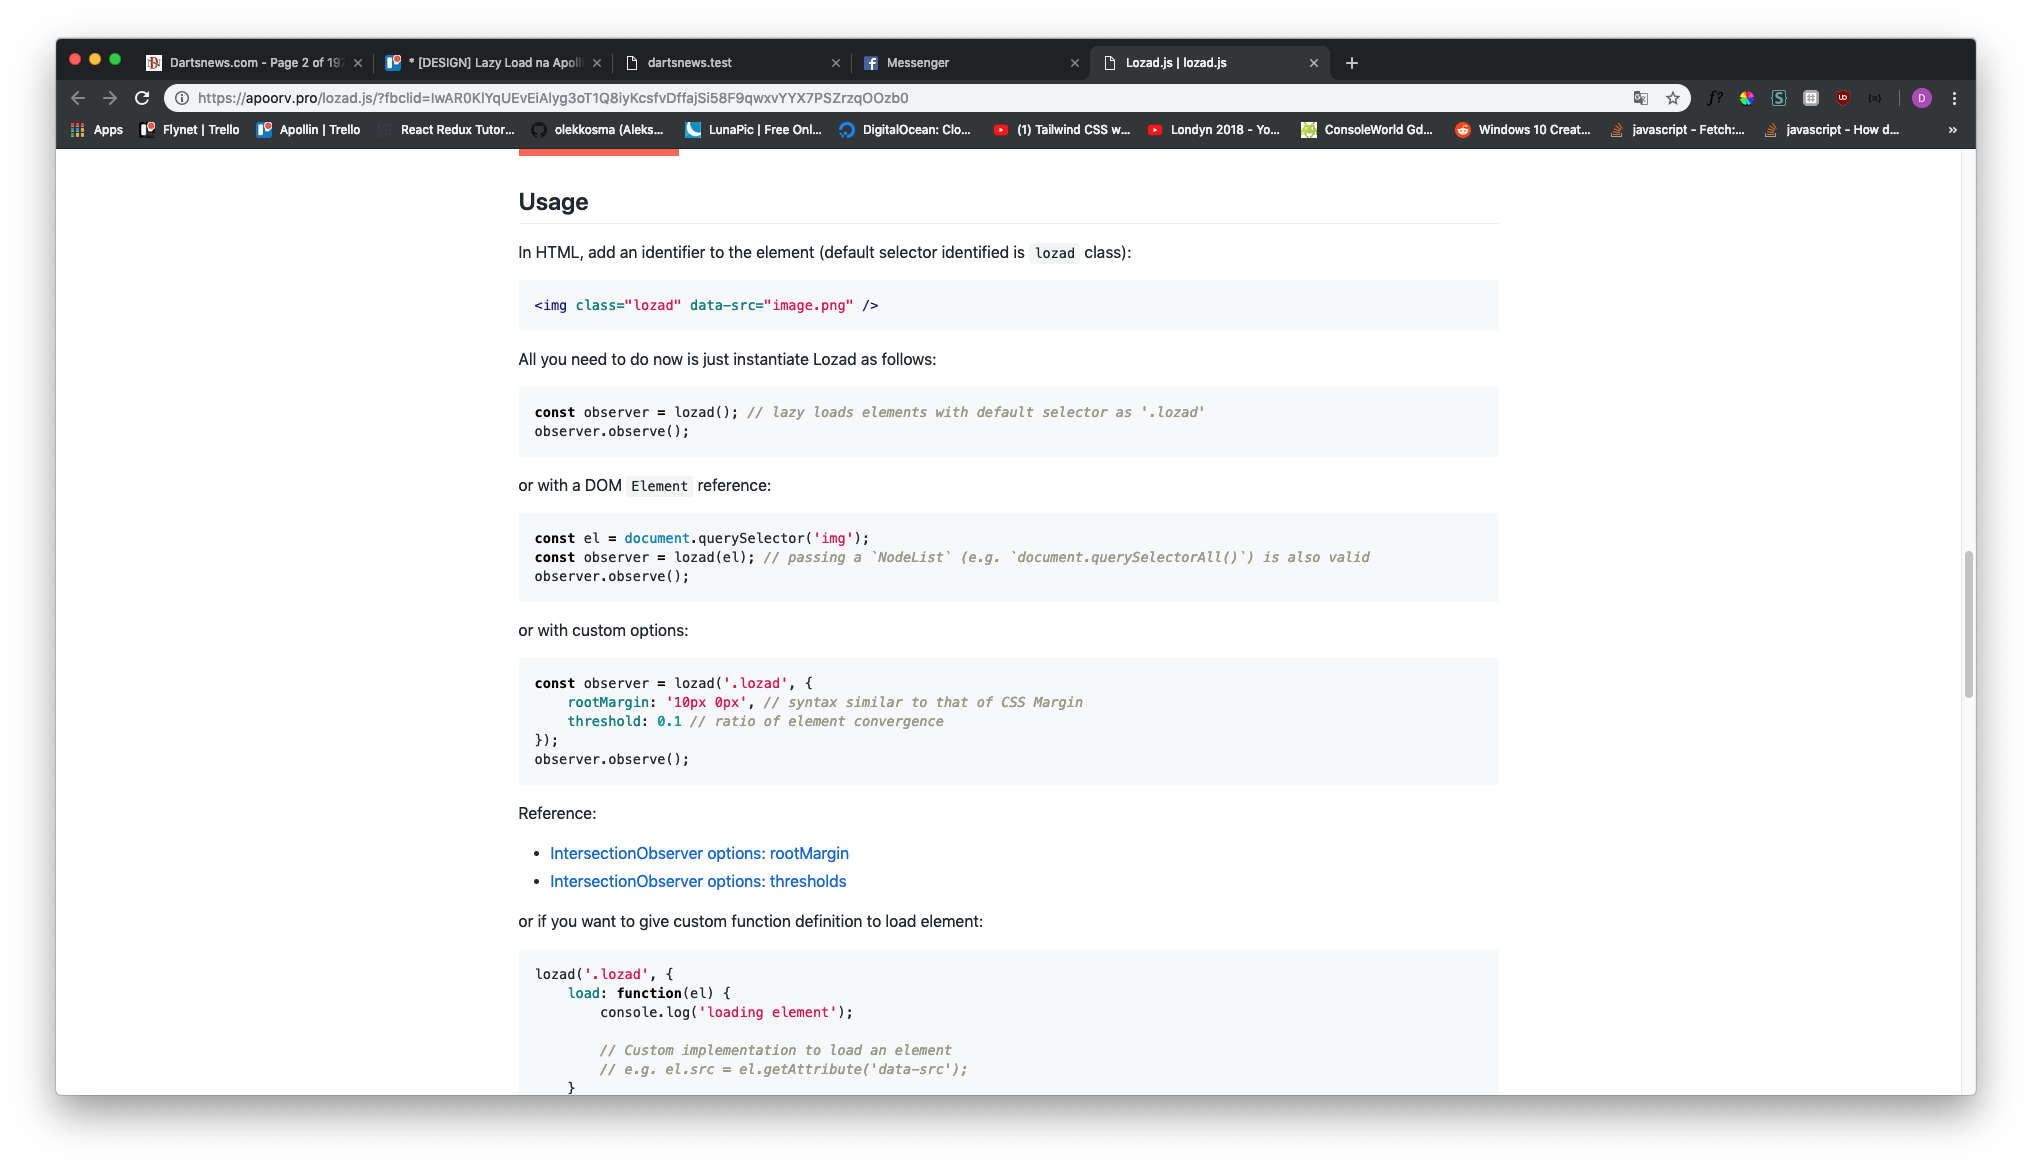 Dartsnews.com - Page 2 of 197
* [DESIGN] Lazy Load na Apolli
dartsnews.test
Messenger
Lozad.js | lozad.js
https://apoorv.pro/lozad.js/?fbclid=IwAR0KlYqUEvEiAlyg3oT1Q8iyKcsfvDffajSi58F9qwxvYYX7PSZrzqOOzb0
f?
S
D
Apps
Flynet | Trello
Apollin | Trello
React Redux Tutor...
olekkosma (Aleks...
LunaPic | Free Onl...
DigitalOcean: Clo...
(1) Tailwind CSS w...
Londyn 2018 - Yo...
ConsoleWorld Gd...
Windows 10 Creat...
javascript - Fetch:...
javascript - How d...
»
Usage
In HTML, add an identifier to the element (default selector identified is lozad class):
<img class="lozad" data-src="image.png" />
All you need to do now is just instantiate Lozad as follows:
const observer = lozad(); // lazy loads elements with default selector as '.lozad'
observer.observe();
or with a DOM Element reference:
const el = document.querySelector('img');
const observer = lozad(el); // passing a `NodeList` (e.g. `document.querySelectorAll()`) is also valid
observer.observe();
or with custom options:
const observer = lozad('.lozad', {
rootMargin: '10px 0px', // syntax similar to that of CSS Margin
threshold: 0.1 // ratio of element convergence
});
observer.observe();
Reference:
• IntersectionObserver options: rootMargin
• IntersectionObserver options: thresholds
or if you want to give custom function definition to load element:
lozad('.lozad', {
load: function(el) {
console.log('loading element');
// Custom implementation to load an element
// e.g. el.src = el.getAttribute('data-src');
}